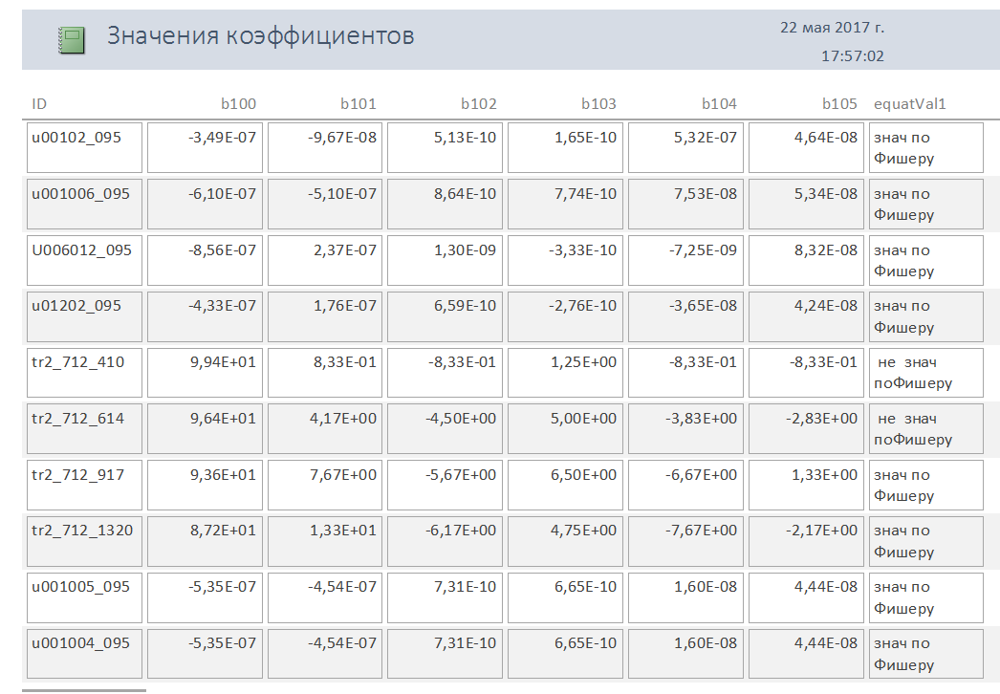 Значения коэффициентов
22 мая 2017 г.
17:57:02
ID b100 b101 b102 b103 b104 b105 equatVal1
u00102_095 -3,49E-07 -9,67E-08 5,13E-10 1,65E-10 5,32E-07 4,64E-08 знач по
Фишеру
u001006_095 -6,10E-07 -5,10E-07 8,64E-10 7,74E-10 7,53E-08 5,34E-08 знач по
Фишеру
U006012_095 -8,56E-07 2,37E-07 1,30E-09 -3,33E-10 -7,25E-09 8,32E-08 знач по
Фишеру
u01202_095 -4,33E-07 1,76E-07 6,59E-10 -2,76E-10 -3,65E-08 4,24E-08 знач по
Фишеру
tr2_712_410 9,94E+01 8,33E-01 -8,33E-01 1,25E+00 -8,33E-01 -8,33E-01 не знач
поФишеру
tr2_712_614 9,64E+01 4,17E+00 -4,50E+00 5,00E+00 -3,83E+00 -2,83E+00 не знач
поФишеру
tr2_712_917 9,36E+01 7,67E+00 -5,67E+00 6,50E+00 -6,67E+00 1,33E+00 знач по
Фишеру
tr2_712_1320 8,72E+01 1,33E+01 -6,17E+00 4,75E+00 -7,67E+00 -2,17E+00 знач по
Фишеру
u001005_095 -5,35E-07 -4,54E-07 7,31E-10 6,65E-10 1,60E-08 4,44E-08 знач по
Фишеру
u001004_095 -5,35E-07 -4,54E-07 7,31E-10 6,65E-10 1,60E-08 4,44E-08 знач по
Фишеру